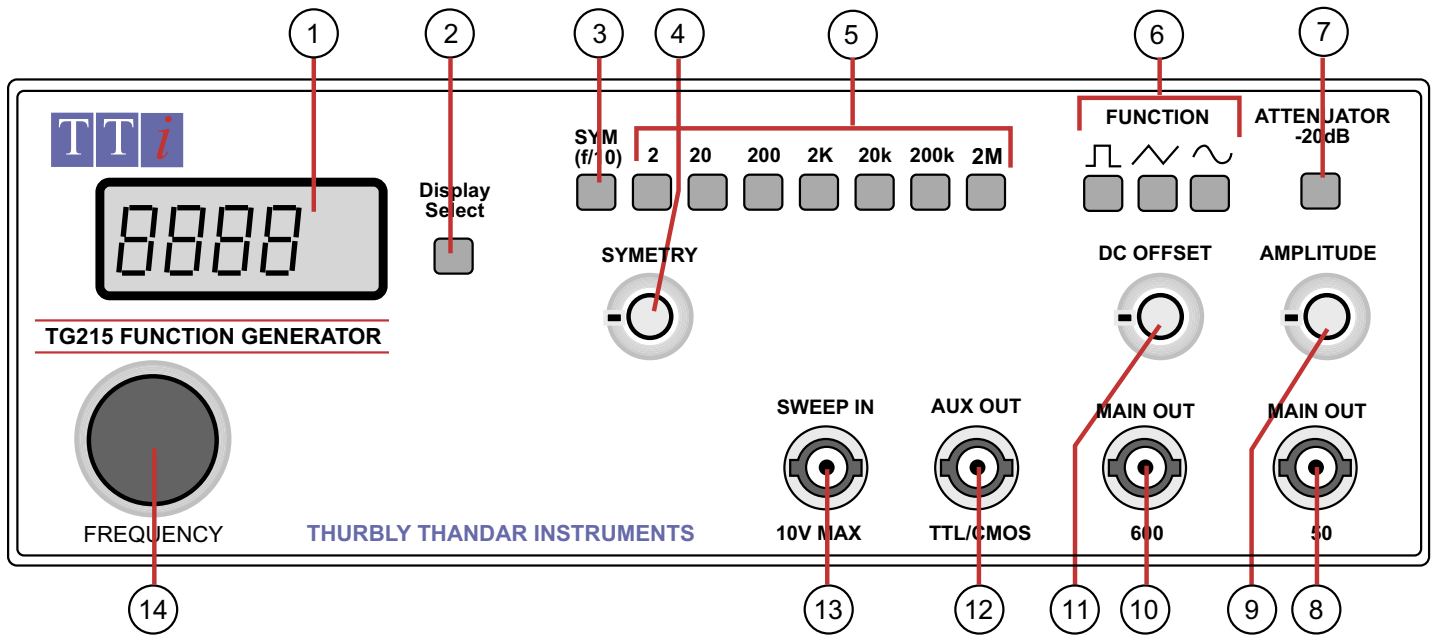 1 2 3 4 5 6 7
TTi
SYM
(f/10) 2 20 200 2K 20k 200k 2M
FUNCTION
ATTENUATOR
-20dB
8888
Display
Select
SYMETRY
DC OFFSET
AMPLITUDE
TG215 FUNCTION GENERATOR
SWEEP IN
AUX OUT
MAIN OUT
MAIN OUT
FREQUENCY
THURBLY THANDAR INSTRUMENTS
10V MAX
TTL/CMOS
600
50
14 13 12 11 10 9 8